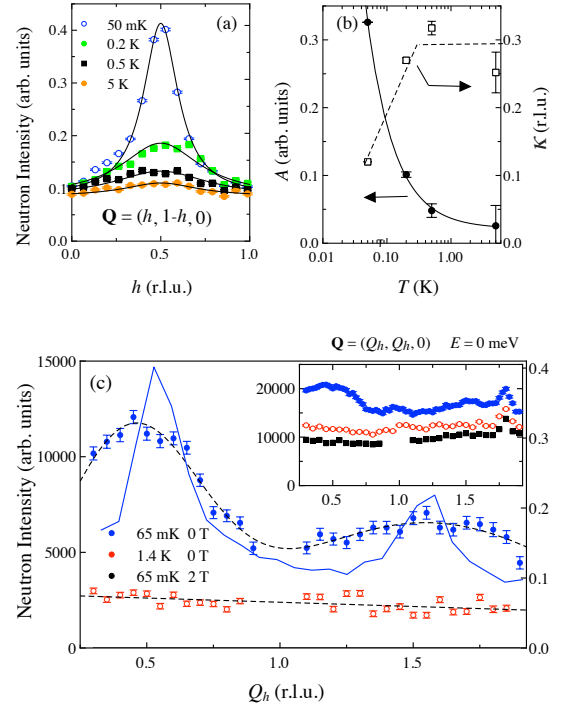 (a)
50 mK
0.2 K
0.5 K
5 K
Q = (h, 1-h, 0)
Neutron Intensity (arb. units)
0.4
0.3
0.2
0.1
0.0
0.0
0.5
1.0
h (r.l.u.)
(b)
A (arb. units)
0.3
0.2
0.1
0.0
0.01
0.1
1
10
T (K)
0.3
0.2
0.1
0.0
κ (r.l.u.)
Q = (Qh, Qh, 0) E = 0 meV
(c)
Neutron Intensity (arb. units)
15000
10000
5000
0
65 mK 0 T
1.4 K 0 T
65 mK 2 T
20000
10000
0
0.5
1.0
1.5
0.4
0.3
0.2
0.1
0.0
0.5
1.0
1.5
Qh (r.l.u.)